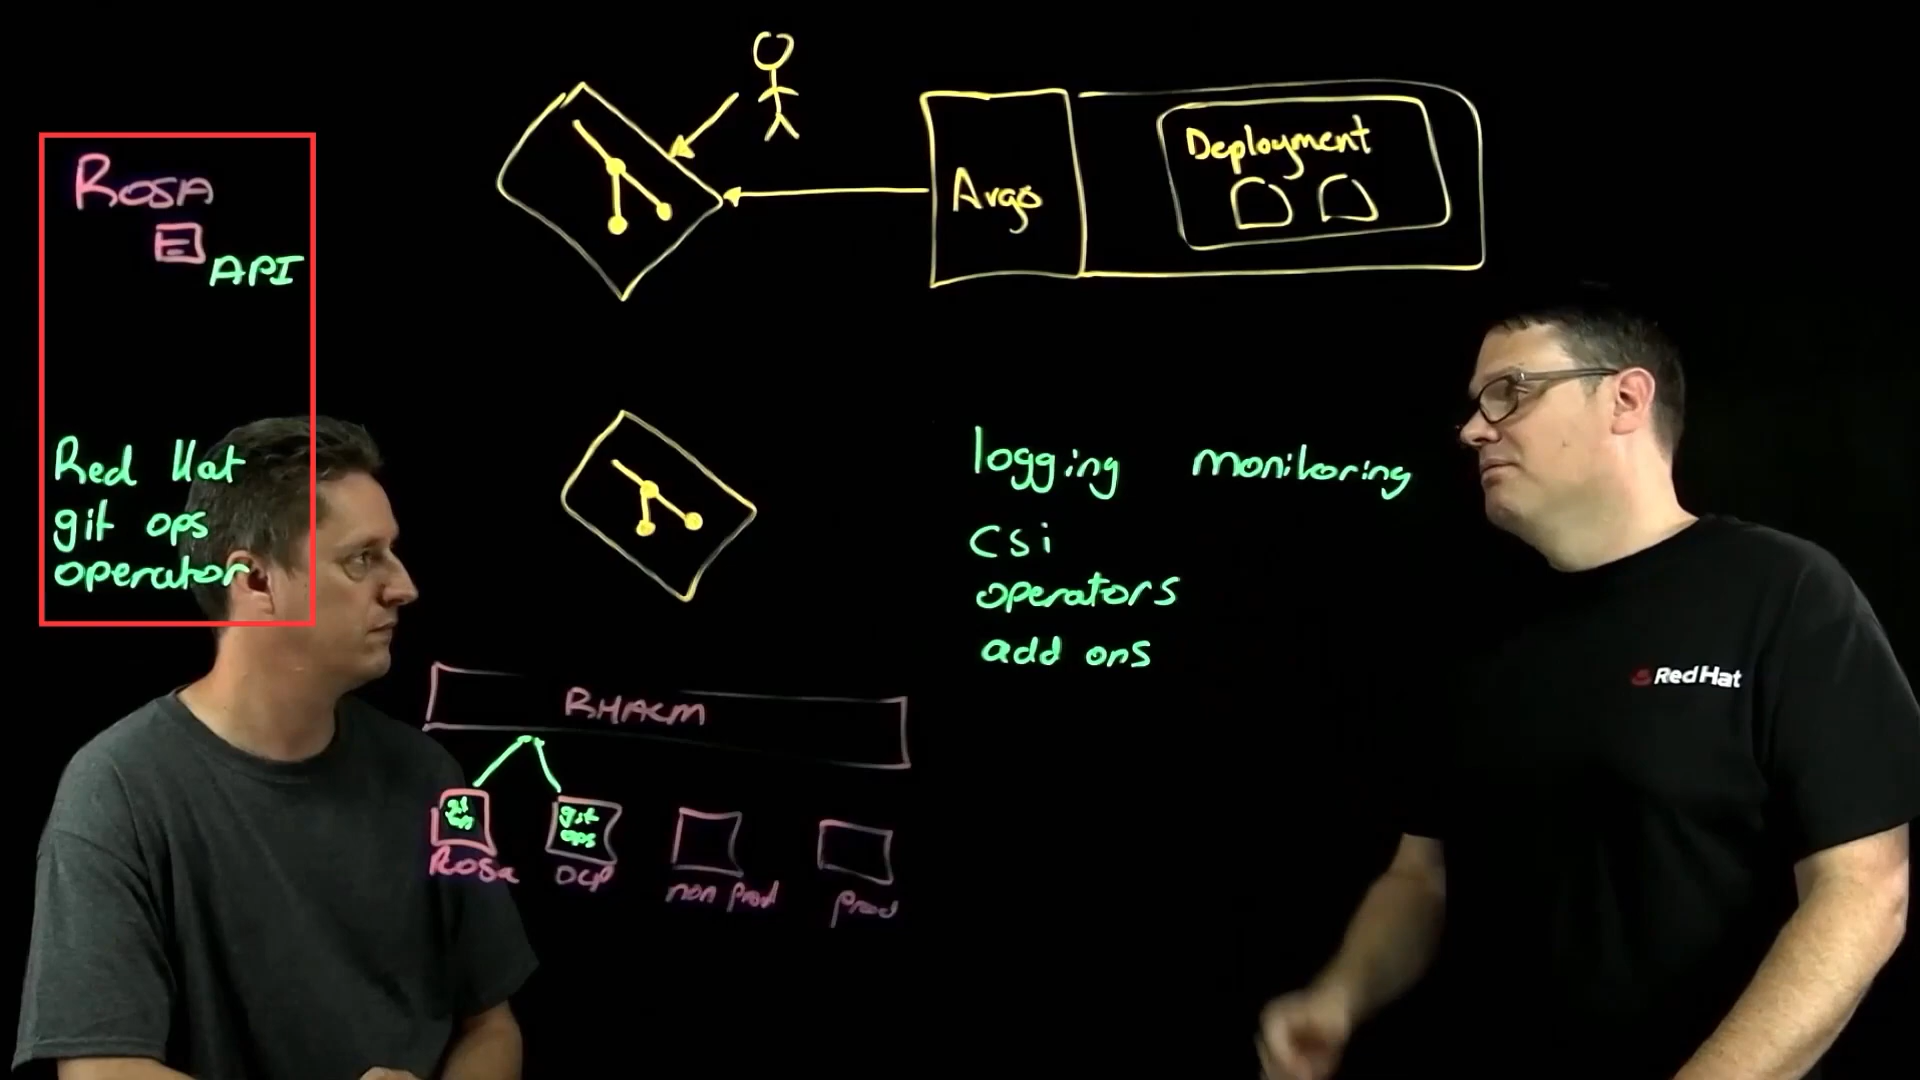 Rosa
API
Red Hat
git ops
operator
Argo
Deployment
logging monitoring
csi
operators
add ons
RHACM
git
ops
Rosa
OCP
non prod
prod
Red Hat